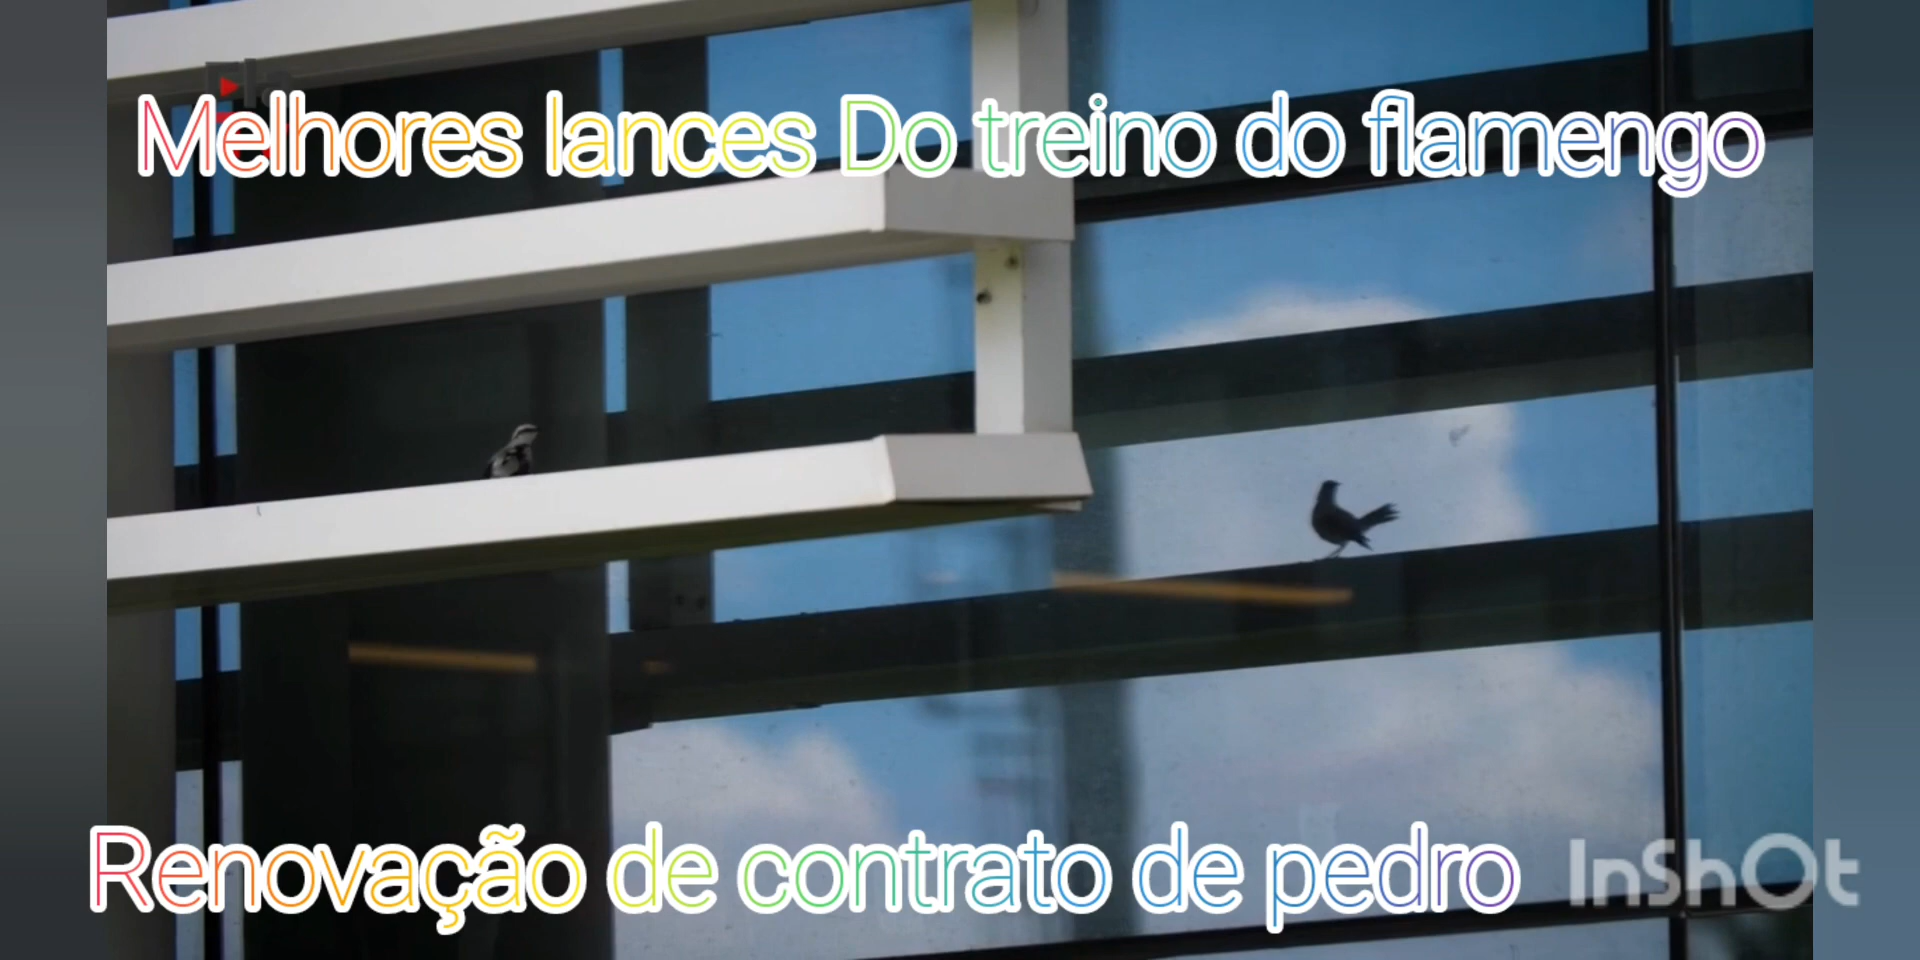 Melhores lances Do treino do flamengo
Renovação de contrato de pedro
InShOt